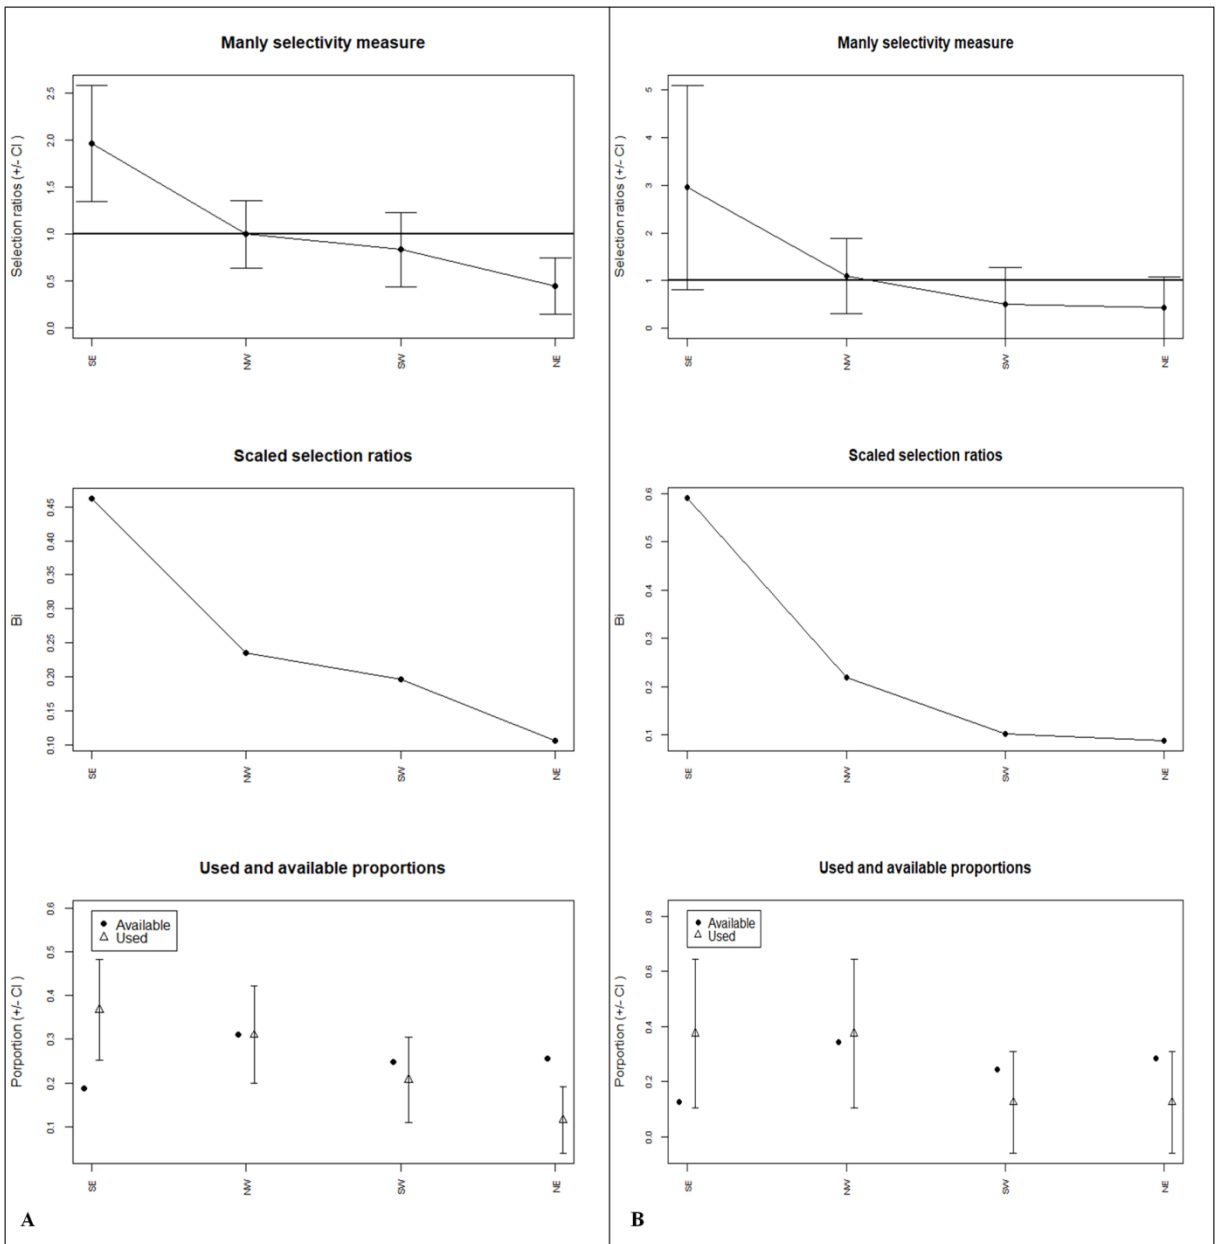 Manly selectivity measure
Selection ratios (+/- CI )
2.5
2.0
1.5
1.0
0.5
0.0
SE
NW
SW
NE
Scaled selection ratios
Bi
0.45
0.40
0.35
0.30
0.25
0.20
0.15
0.10
SE
NW
SW
NE
Used and available proportions
Porportion (+/- CI )
0.6
0.5
0.4
0.3
0.2
0.1
Available
Used
SE
NW
SW
NE
A
Manly selectivity measure
Selection ratios (+/- CI )
5
4
3
2
1
0
SE
NW
SW
NE
Scaled selection ratios
Bi
0.6
0.5
0.4
0.3
0.2
0.1
SE
NW
SW
NE
Used and available proportions
Porportion (+/- CI )
0.8
0.6
0.4
0.2
0.0
Available
Used
SE
NW
SW
NE
B